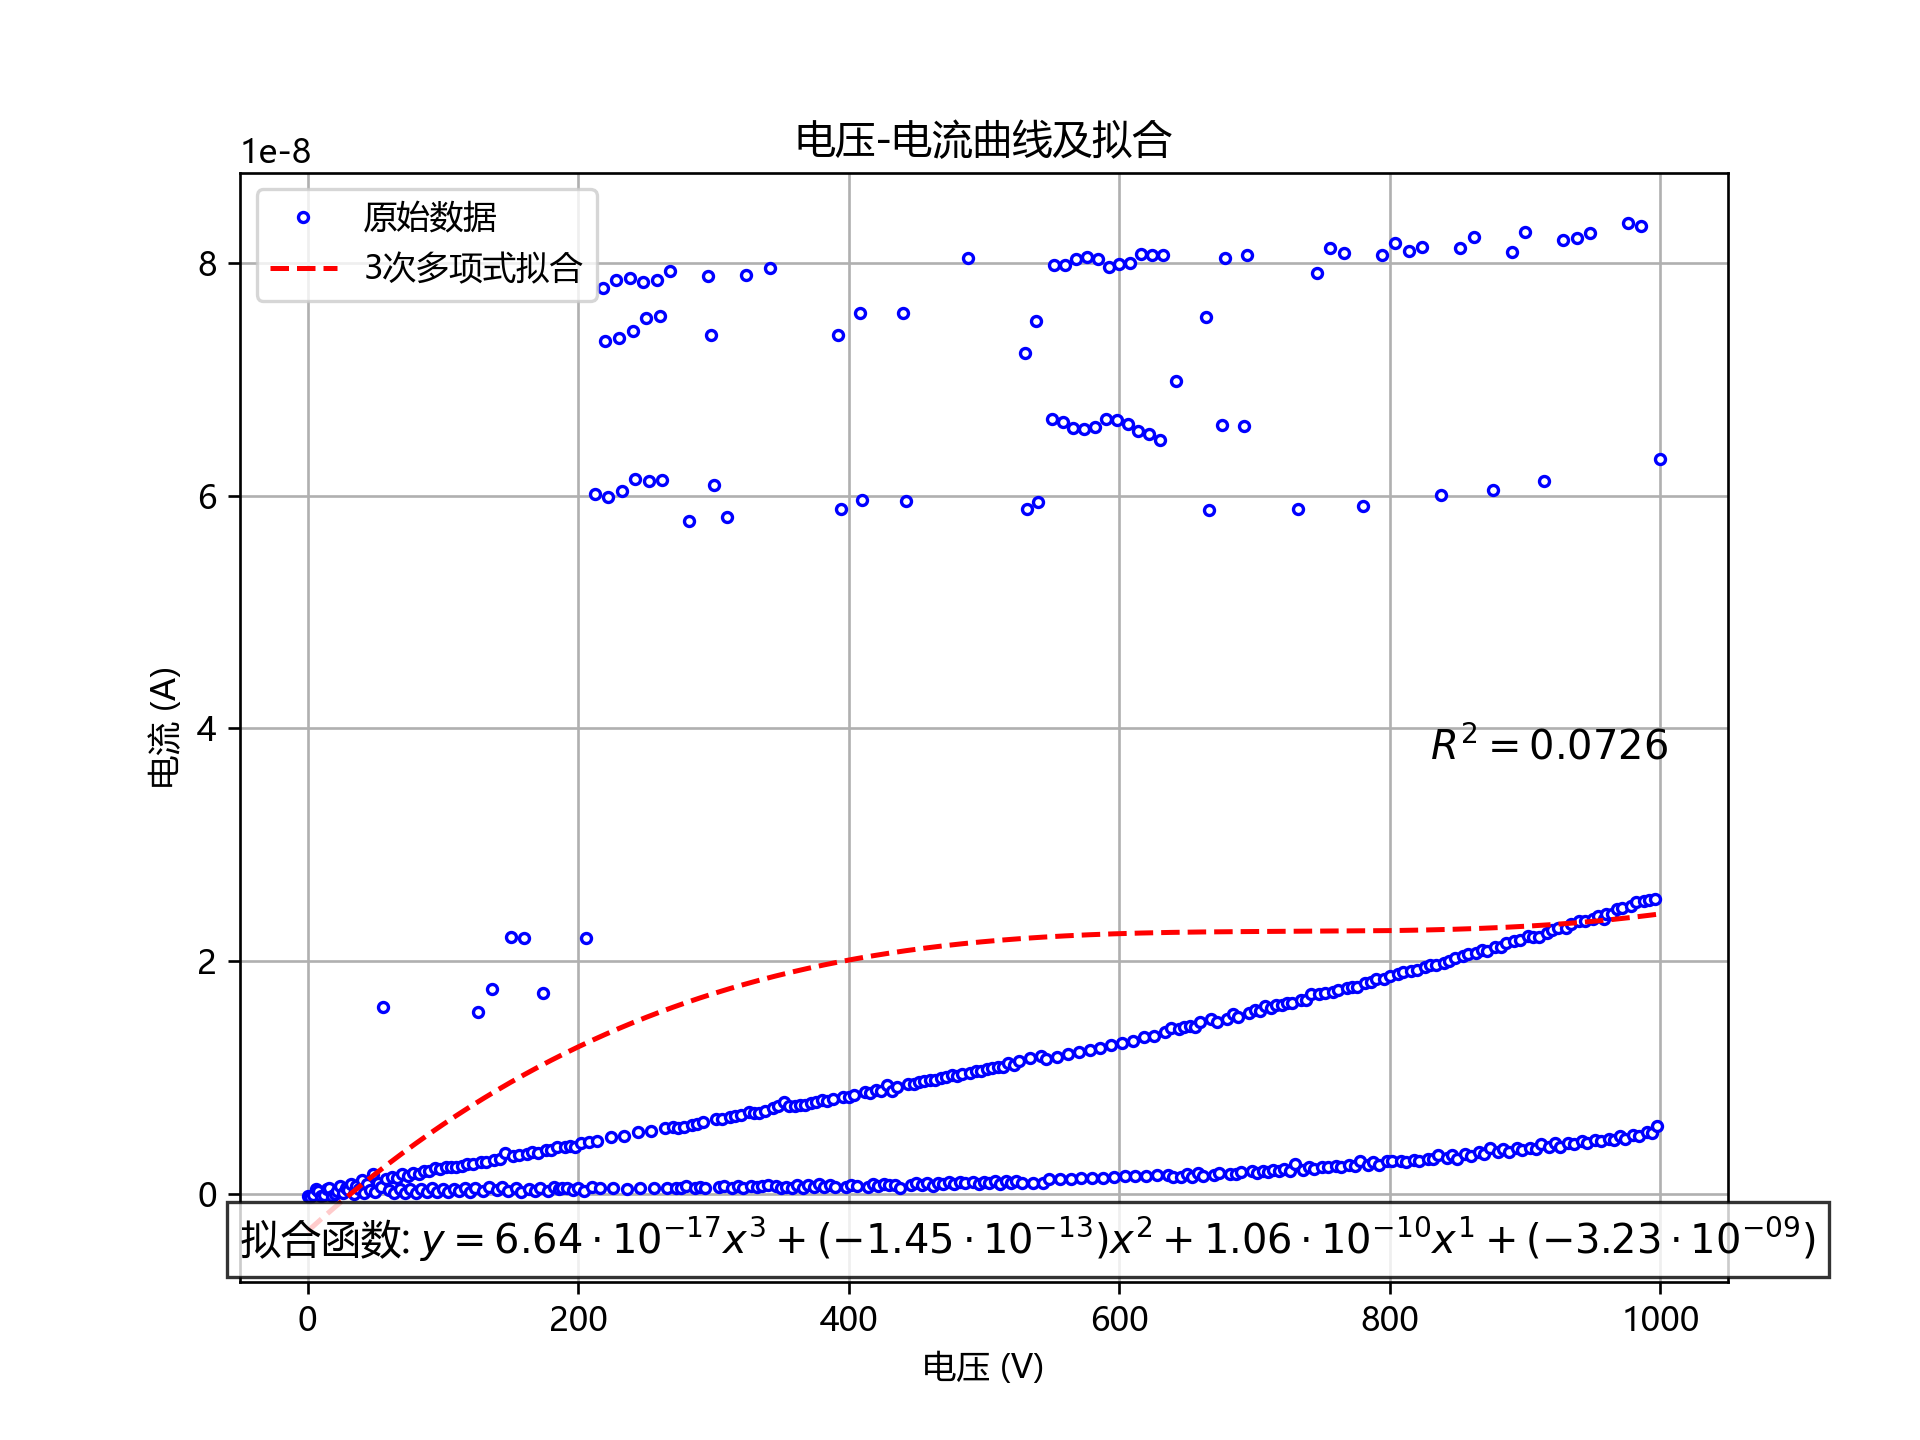 电压-电流曲线及拟合
1e-8
原始数据
3次多项式拟合
8
6
4
2
0
电流 (A)
R² = 0.0726
拟合函数: y = 6.64 · 10⁻¹⁷x³ + (−1.45 · 10⁻¹³)x² + 1.06 · 10⁻¹⁰x¹ + (−3.23 · 10⁻⁰⁹)
0 200 400 600 800 1000
电压 (V)